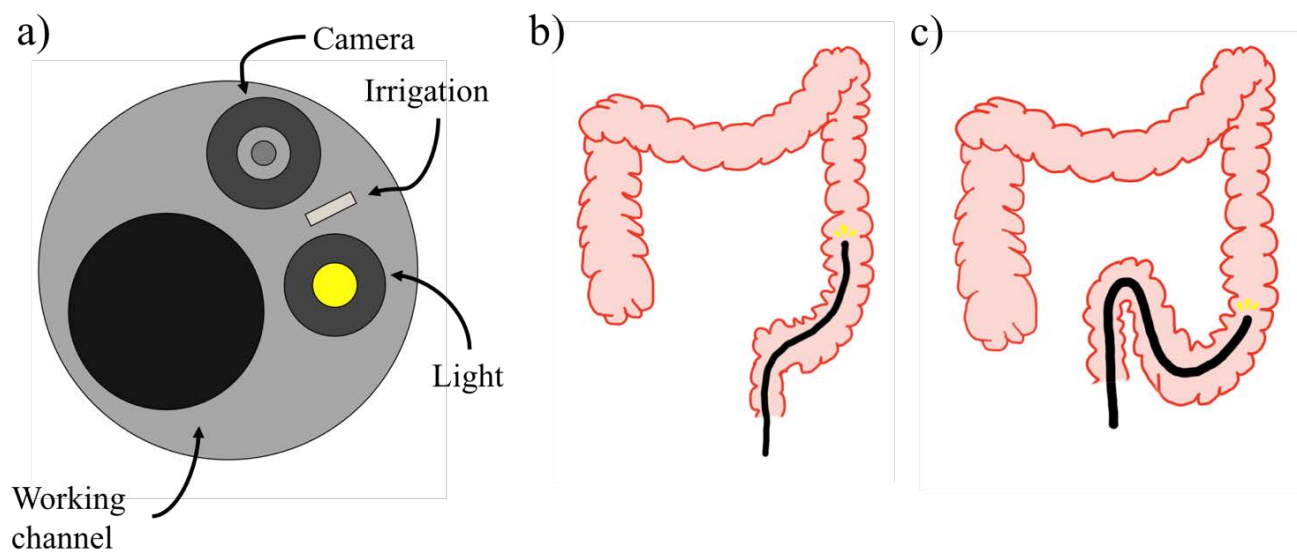 a)
Camera
Irrigation
Light
Working
channel
b)
c)